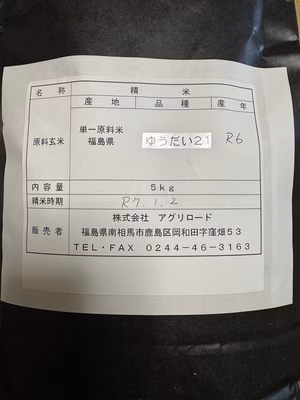 名称 精米
産地 品種 産年
原料玄米 単一原料米
福島県 ゆうだい21 R6
内容量 5kg
精米時期 R7.1.2
販売者 株式会社 アグリロード
福島県南相馬市鹿島区岡和田字窪畑53
TEL・FAX 0244-46-3163